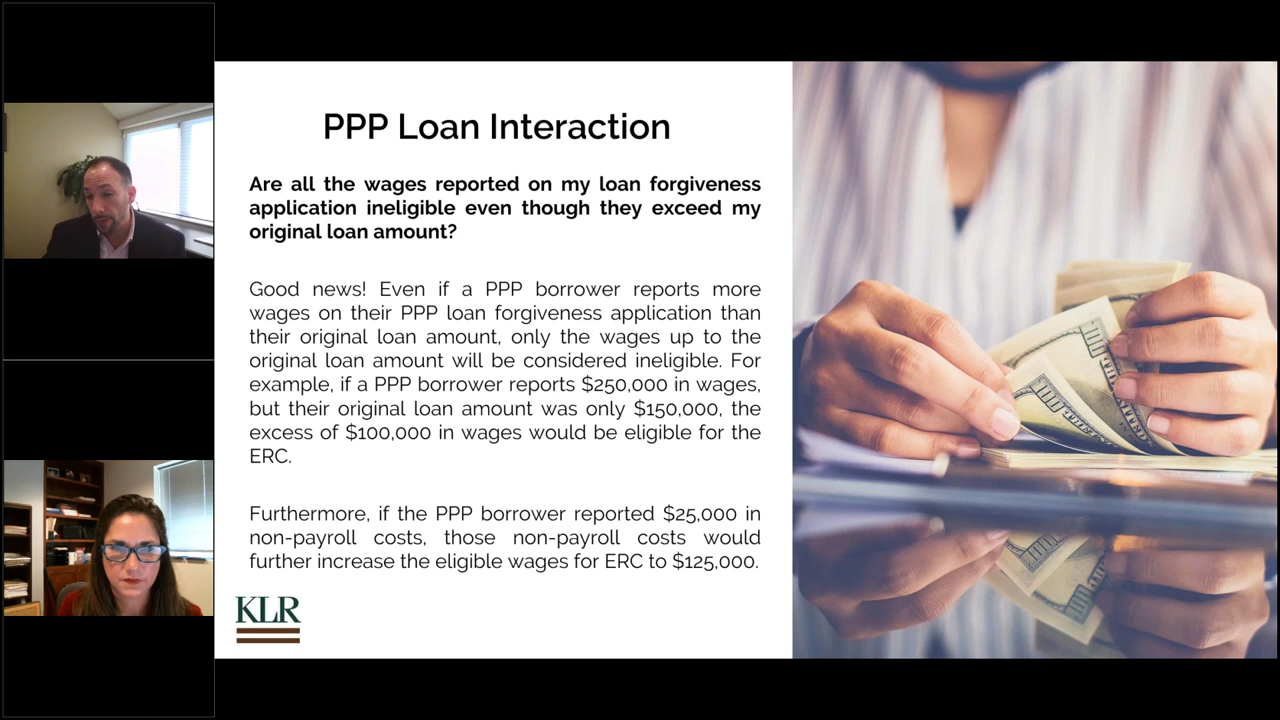 PPP Loan Interaction
Are all the wages reported on my loan forgiveness
application ineligible even though they exceed my
original loan amount?
Good news! Even if a PPP borrower reports more
wages on their PPP loan forgiveness application than
their original loan amount, only the wages up to the
original loan amount will be considered ineligible. For
example, if a PPP borrower reports $250,000 in wages,
but their original loan amount was only $150,000, the
excess of $100,000 in wages would be eligible for the
ERC.
Furthermore, if the PPP borrower reported $25,000 in
non-payroll costs, those non-payroll costs would
further increase the eligible wages for ERC to $125,000.
KLR
100
100